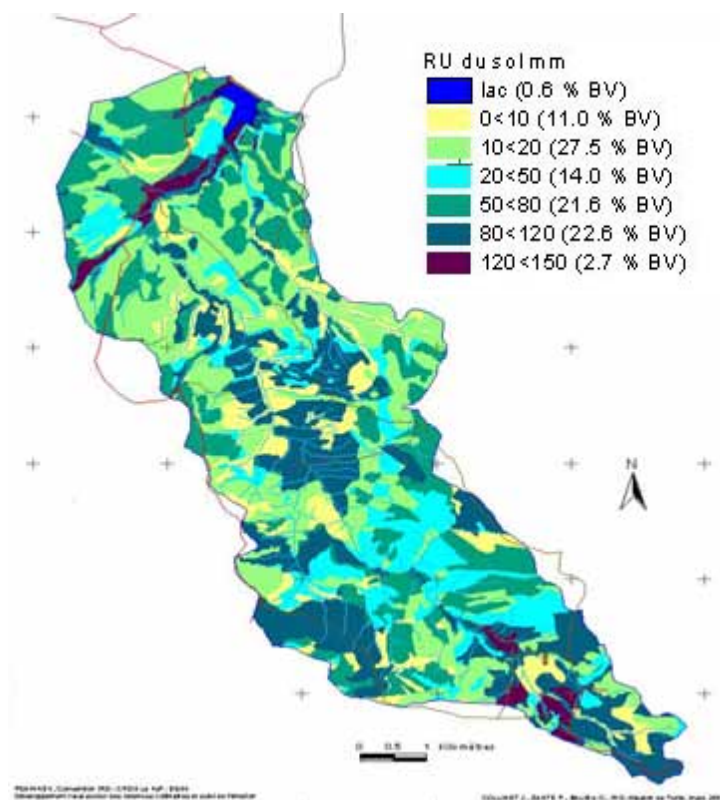 RU du sol mm
lac (0.6 % BV)
0<10 (11.0 % BV)
10<20 (27.5 % BV)
20<50 (14.0 % BV)
50<80 (21.6 % BV)
80<120 (22.6 % BV)
120<150 (2.7 % BV)
N
0 0.5 1 Kilomètres